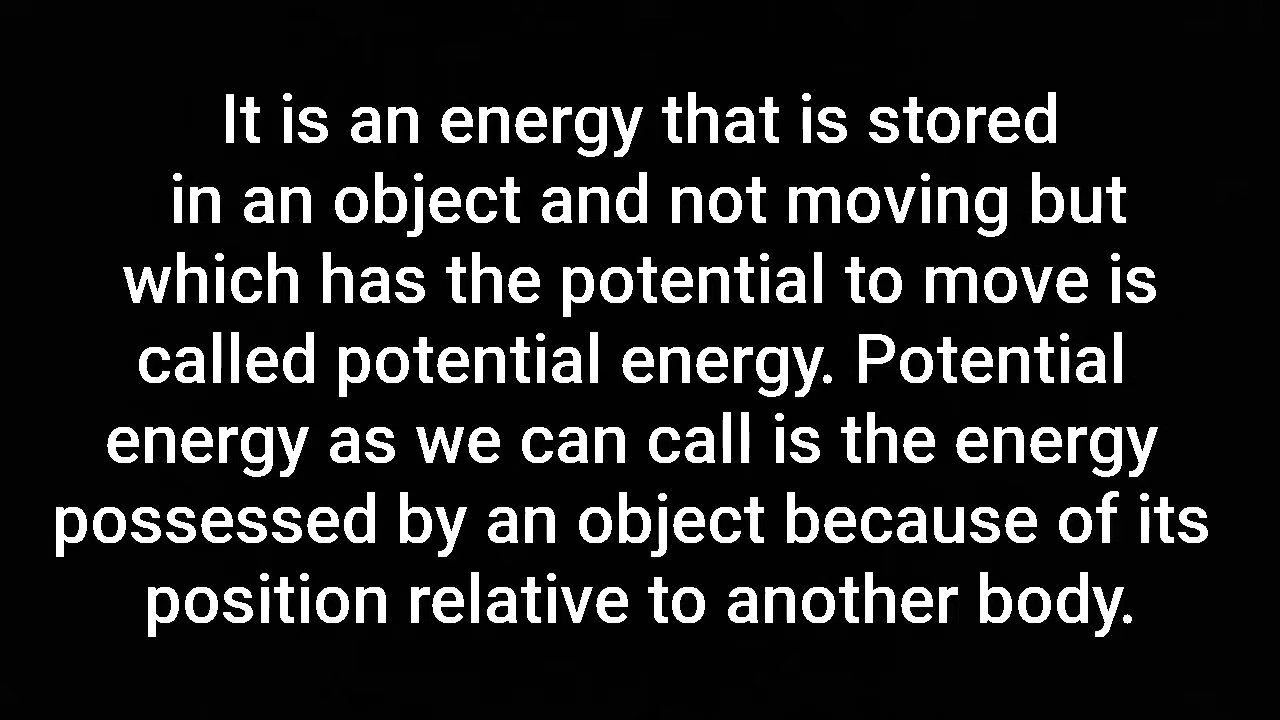 It is an energy that is stored
in an object and not moving but
which has the potential to move is
called potential energy. Potential
energy as we can call is the energy
possessed by an object because of its
position relative to another body.